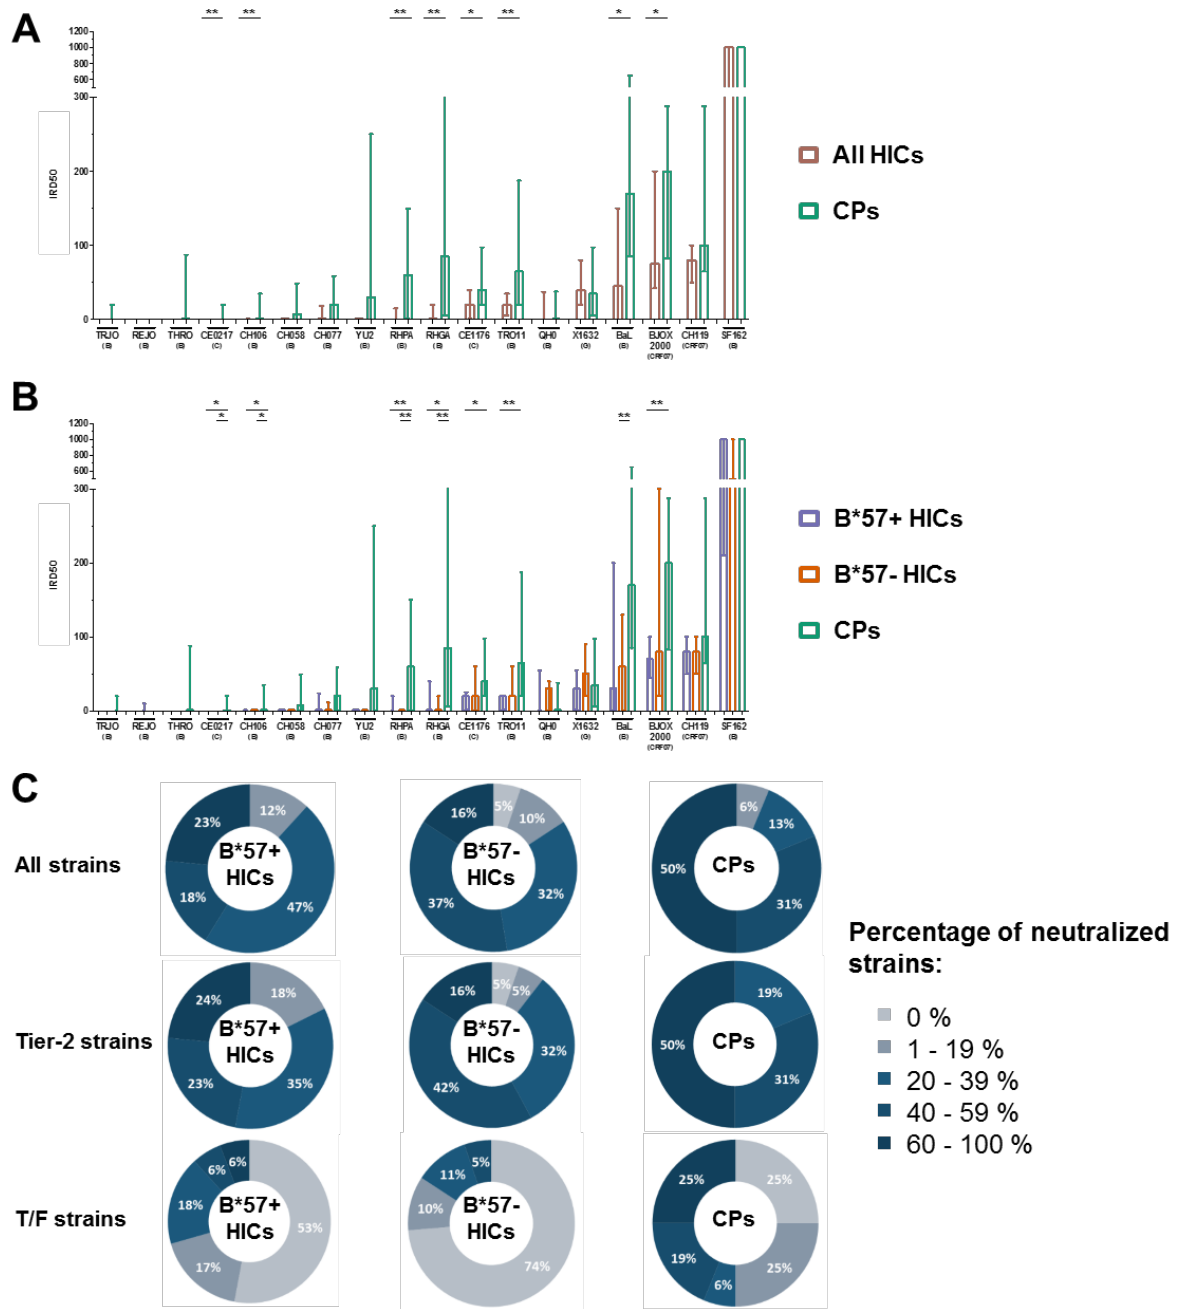 A
** ** ** ** * ** * *
1200
1000
800
600
300
200
100
0
IRD50
TRJO REJO THRO CE0217 CH106 CH058 CH077 YU2 RHPA RHGA CE1176 TRO11 QH0 X1632 BaL BJOX CH119 SF162
(B) (B) (B) (C) (B) (B) (B) (B) (B) (B) (C) (B) (B) (G) (B) 2000 (CRF07) (B)
(CRF07)
All HICs
CPs
B
* * ** * * ** ** **
* * ** ** **
1200
1000
800
600
300
200
100
0
IRD50
TRJO REJO THRO CE0217 CH106 CH058 CH077 YU2 RHPA RHGA CE1176 TRO11 QH0 X1632 BaL BJOX CH119 SF162
(B) (B) (B) (C) (B) (B) (B) (B) (B) (B) (C) (B) (B) (G) (B) 2000 (CRF07) (B)
(CRF07)
B*57+ HICs
B*57- HICs
CPs
C
All strains
12%
47%
18%
23%
B*57+
HICs
5%
10%
32%
37%
16%
B*57-
HICs
6%
13%
31%
50%
CPs
Tier-2 strains
18%
35%
23%
24%
B*57+
HICs
5%
5%
32%
42%
16%
B*57-
HICs
19%
31%
50%
CPs
T/F strains
53%
17%
18%
6%
6%
B*57+
HICs
74%
10%
11%
5%
B*57-
HICs
25%
25%
6%
19%
25%
CPs
Percentage of neutralized
strains:
0 %
1 - 19 %
20 - 39 %
40 - 59 %
60 - 100 %